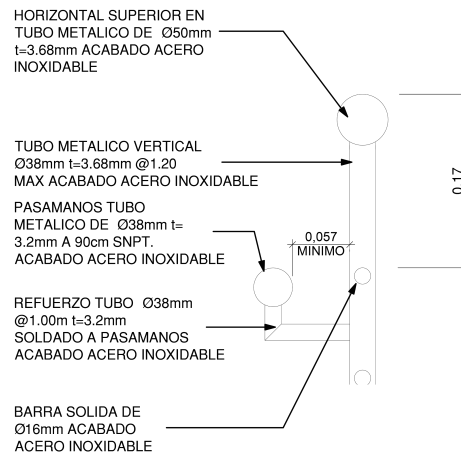 HORIZONTAL SUPERIOR EN
TUBO METALICO DE Ø50mm
t=3.68mm ACABADO ACERO
INOXIDABLE
TUBO METALICO VERTICAL
Ø38mm t=3.68mm @1.20
MAX ACABADO ACERO INOXIDABLE
PASAMANOS TUBO
METALICO DE Ø38mm t=
3.2mm A 90cm SNPT.
ACABADO ACERO INOXIDABLE
REFUERZO TUBO Ø38mm
@1.00m t=3.2mm
SOLDADO A PASAMANOS
ACABADO ACERO INOXIDABLE
BARRA SOLIDA DE
Ø16mm ACABADO
ACERO INOXIDABLE
0,057
MINIMO
0,17